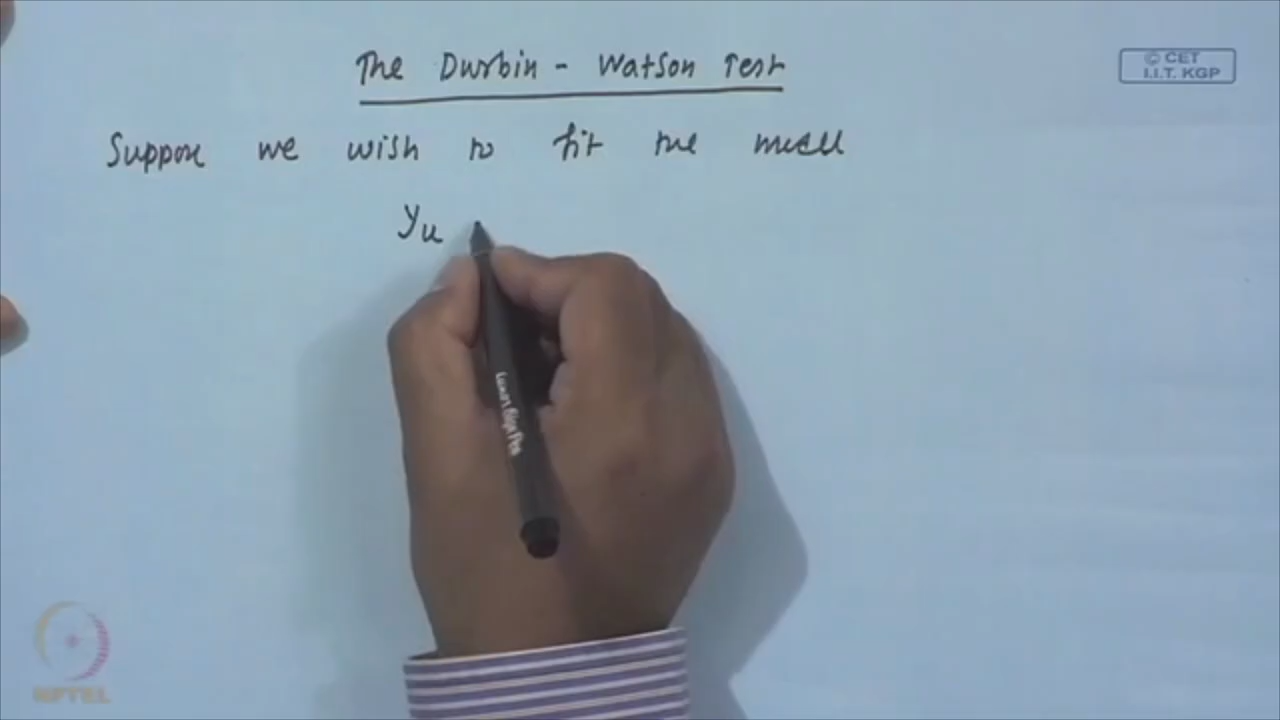 The Durbin - Watson Test
© CET
I.I.T. KGP
Suppose we wish to fit the model
Yu
NPTEL